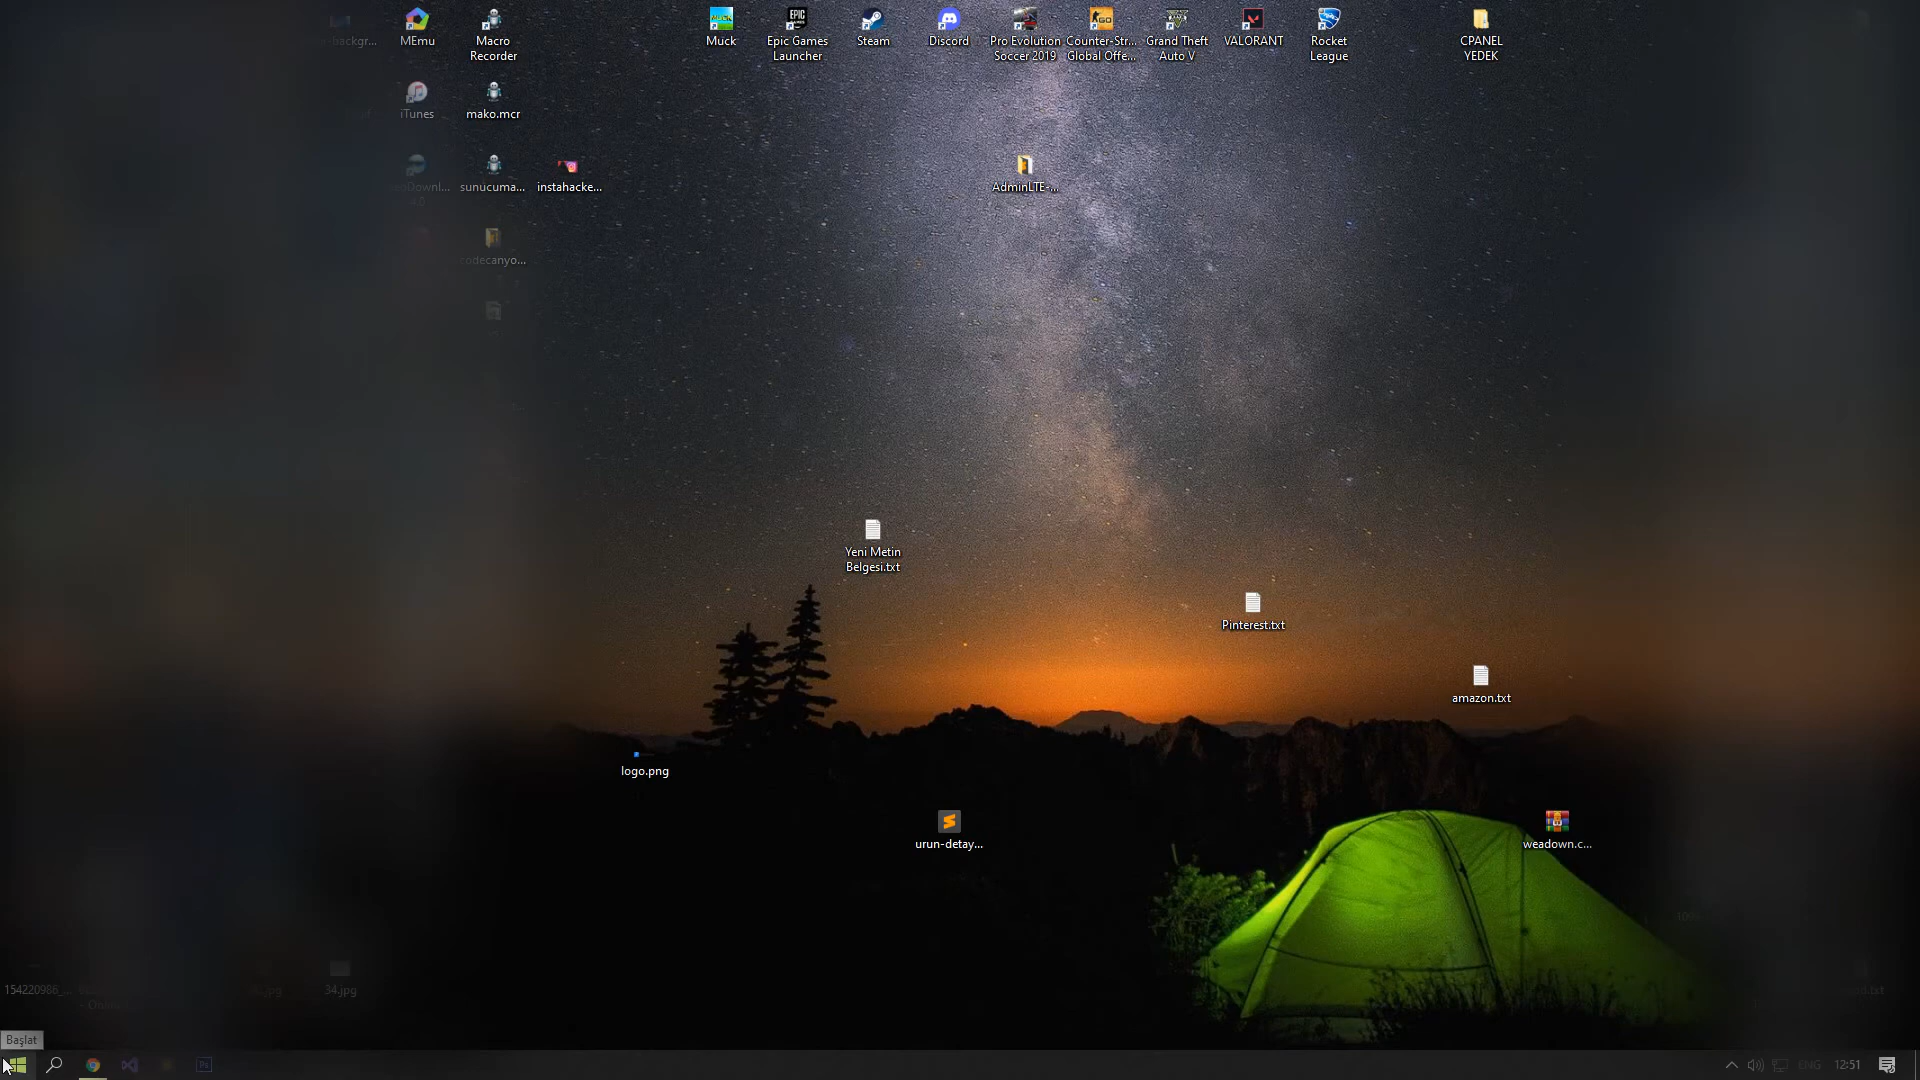 MEmu
Macro
Recorder
Muck
Epic Games
Launcher
Steam
Discord
Pro Evolution
Soccer 2019
Counter-Str...
Global Offe...
Grand Theft
Auto V
VALORANT
Rocket
League
CPANEL
YEDEK
iTunes
mako.mcr
sunucuma...
instahacke...
AdminLTE-...
codecanyo...
Yeni Metin
Belgesi.txt
Pinterest.txt
amazon.txt
logo.png
urun-detay...
weadown.c...
154220986_...
34.jpg
Başlat
ENG
12:51